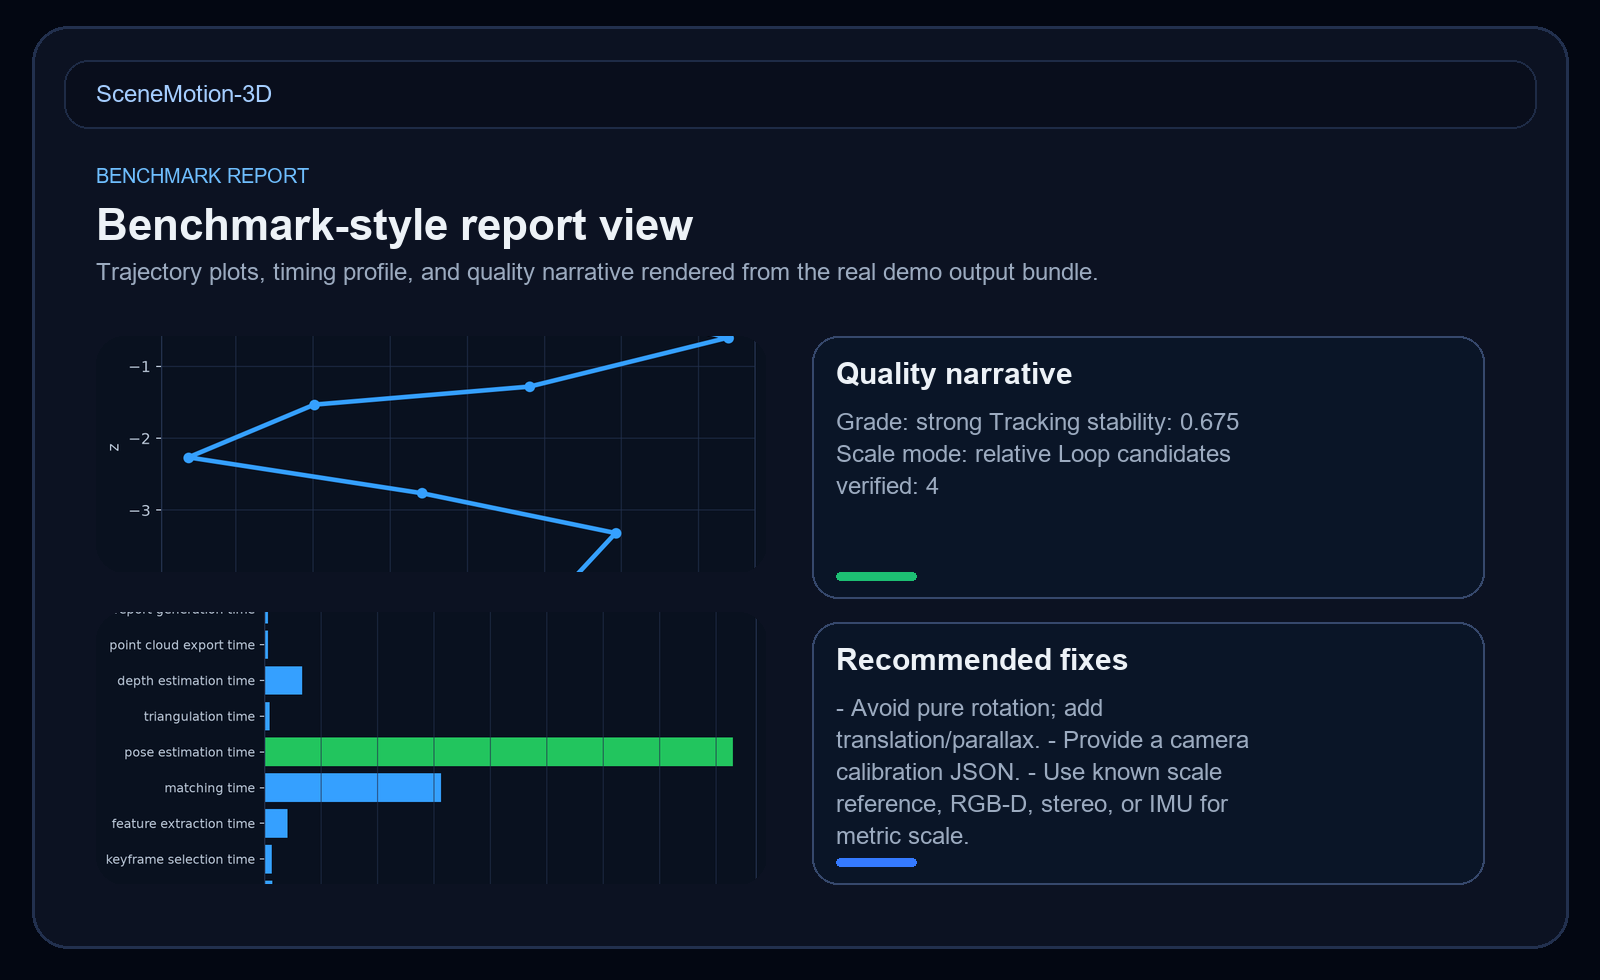 SceneMotion-3D
BENCHMARK REPORT
Benchmark-style report view
Trajectory plots, timing profile, and quality narrative rendered from the real demo output bundle.
−1
z
−2
−3
report generation time
point cloud export time
depth estimation time
triangulation time
pose estimation time
matching time
feature extraction time
keyframe selection time
Quality narrative
Grade: strong Tracking stability: 0.675
Scale mode: relative Loop candidates
verified: 4
Recommended fixes
- Avoid pure rotation; add
translation/parallax. - Provide a camera
calibration JSON. - Use known scale
reference, RGB-D, stereo, or IMU for
metric scale.